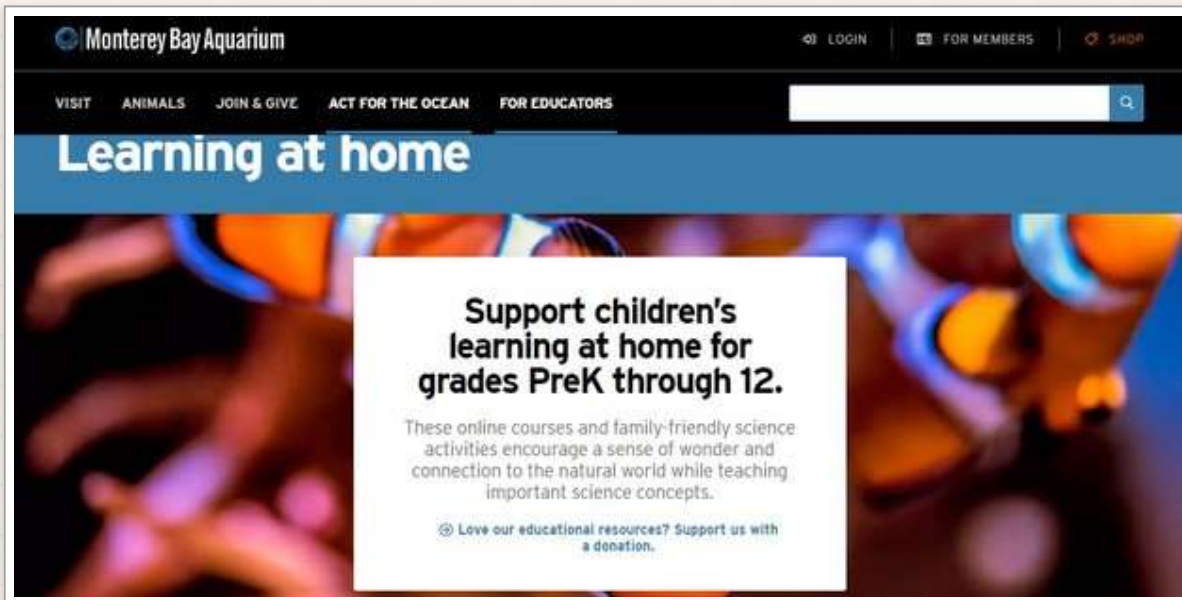 Monterey Bay Aquarium
LOGIN
FOR MEMBERS
SHOP
VISIT
ANIMALS
JOIN & GIVE
ACT FOR THE OCEAN
FOR EDUCATORS
Learning at home
Support children's
learning at home for
grades PreK through 12.
These online courses and family-friendly science
activities encourage a sense of wonder and
connection to the natural world while teaching
important science concepts.
Love our educational resources? Support us with
a donation.